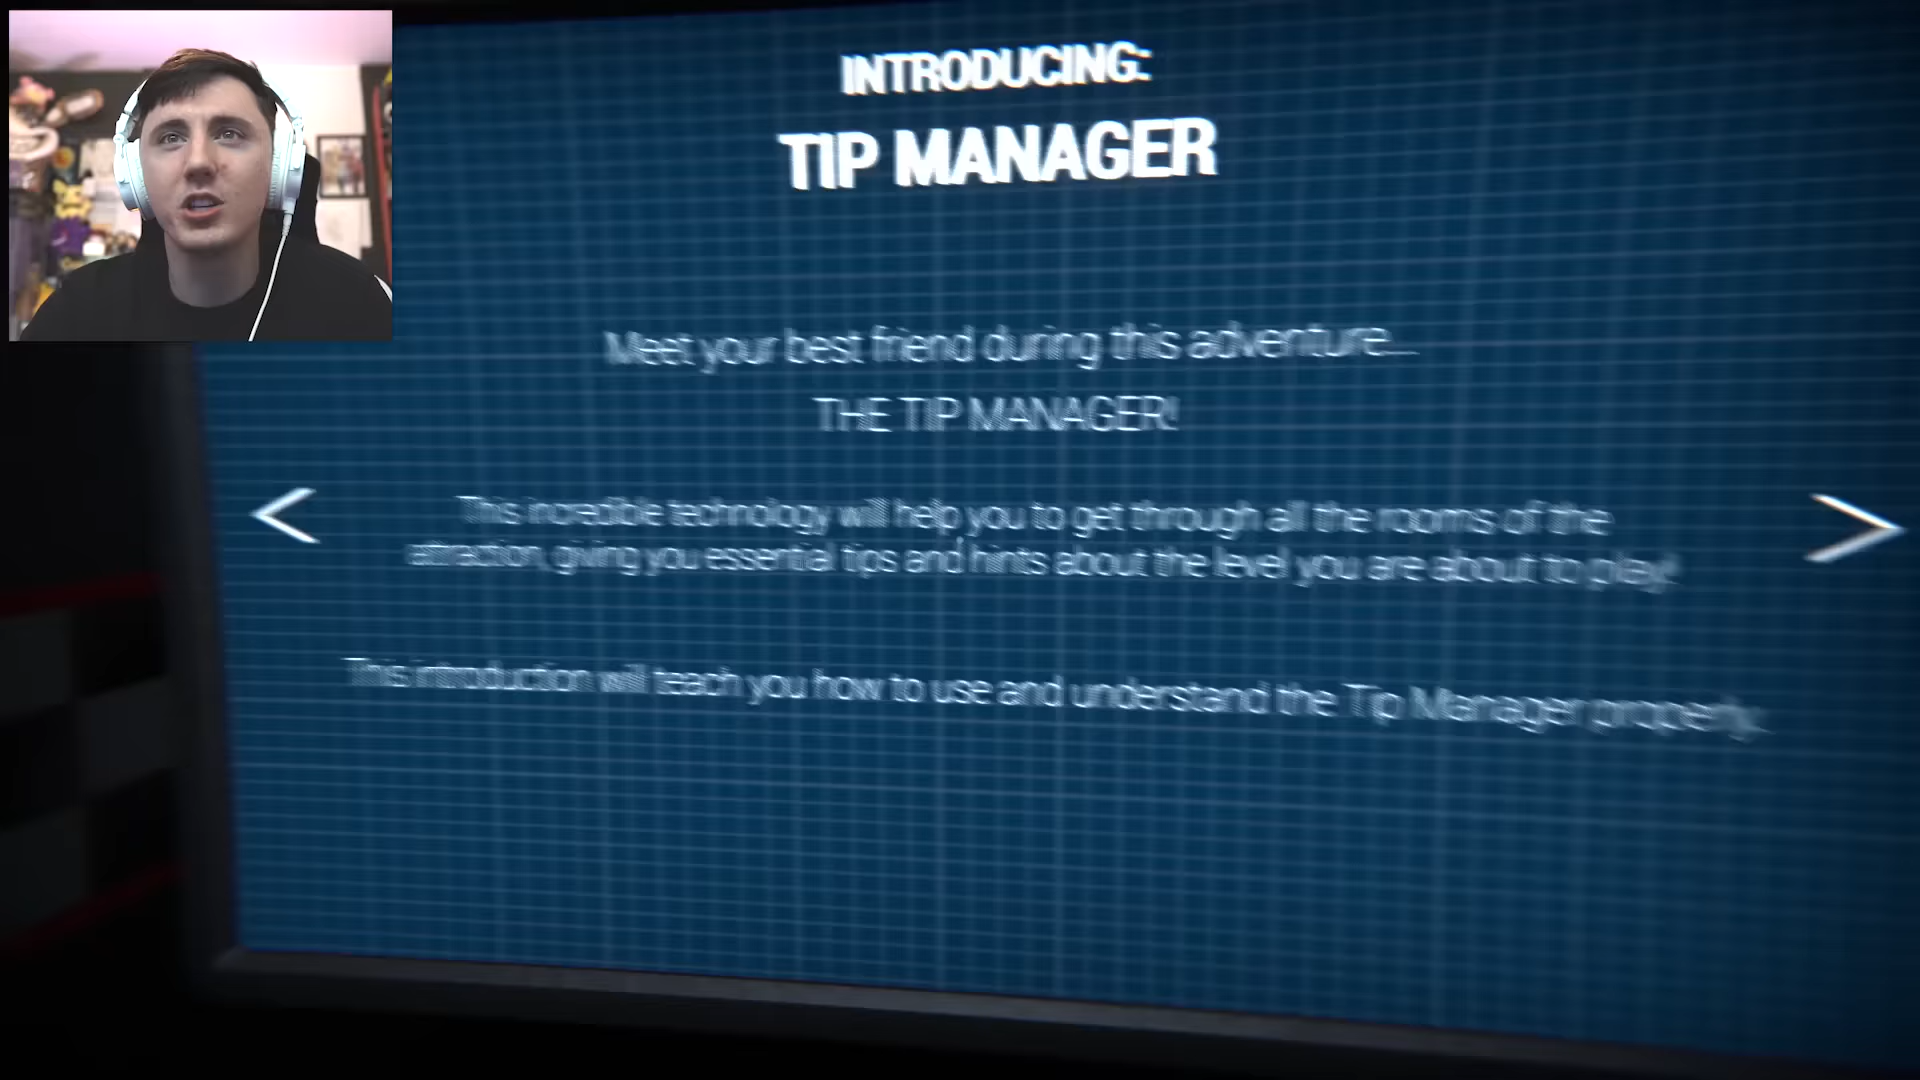 INTRODUCING:
TIP MANAGER
Meet your best friend during this adventure...
THE TIP MANAGER!
This incredible technology will help you to get through all the rooms of the
attraction, giving you essential tips and hints about the level you are about to play!
This introduction will teach you how to use and understand the Tip Manager properly.